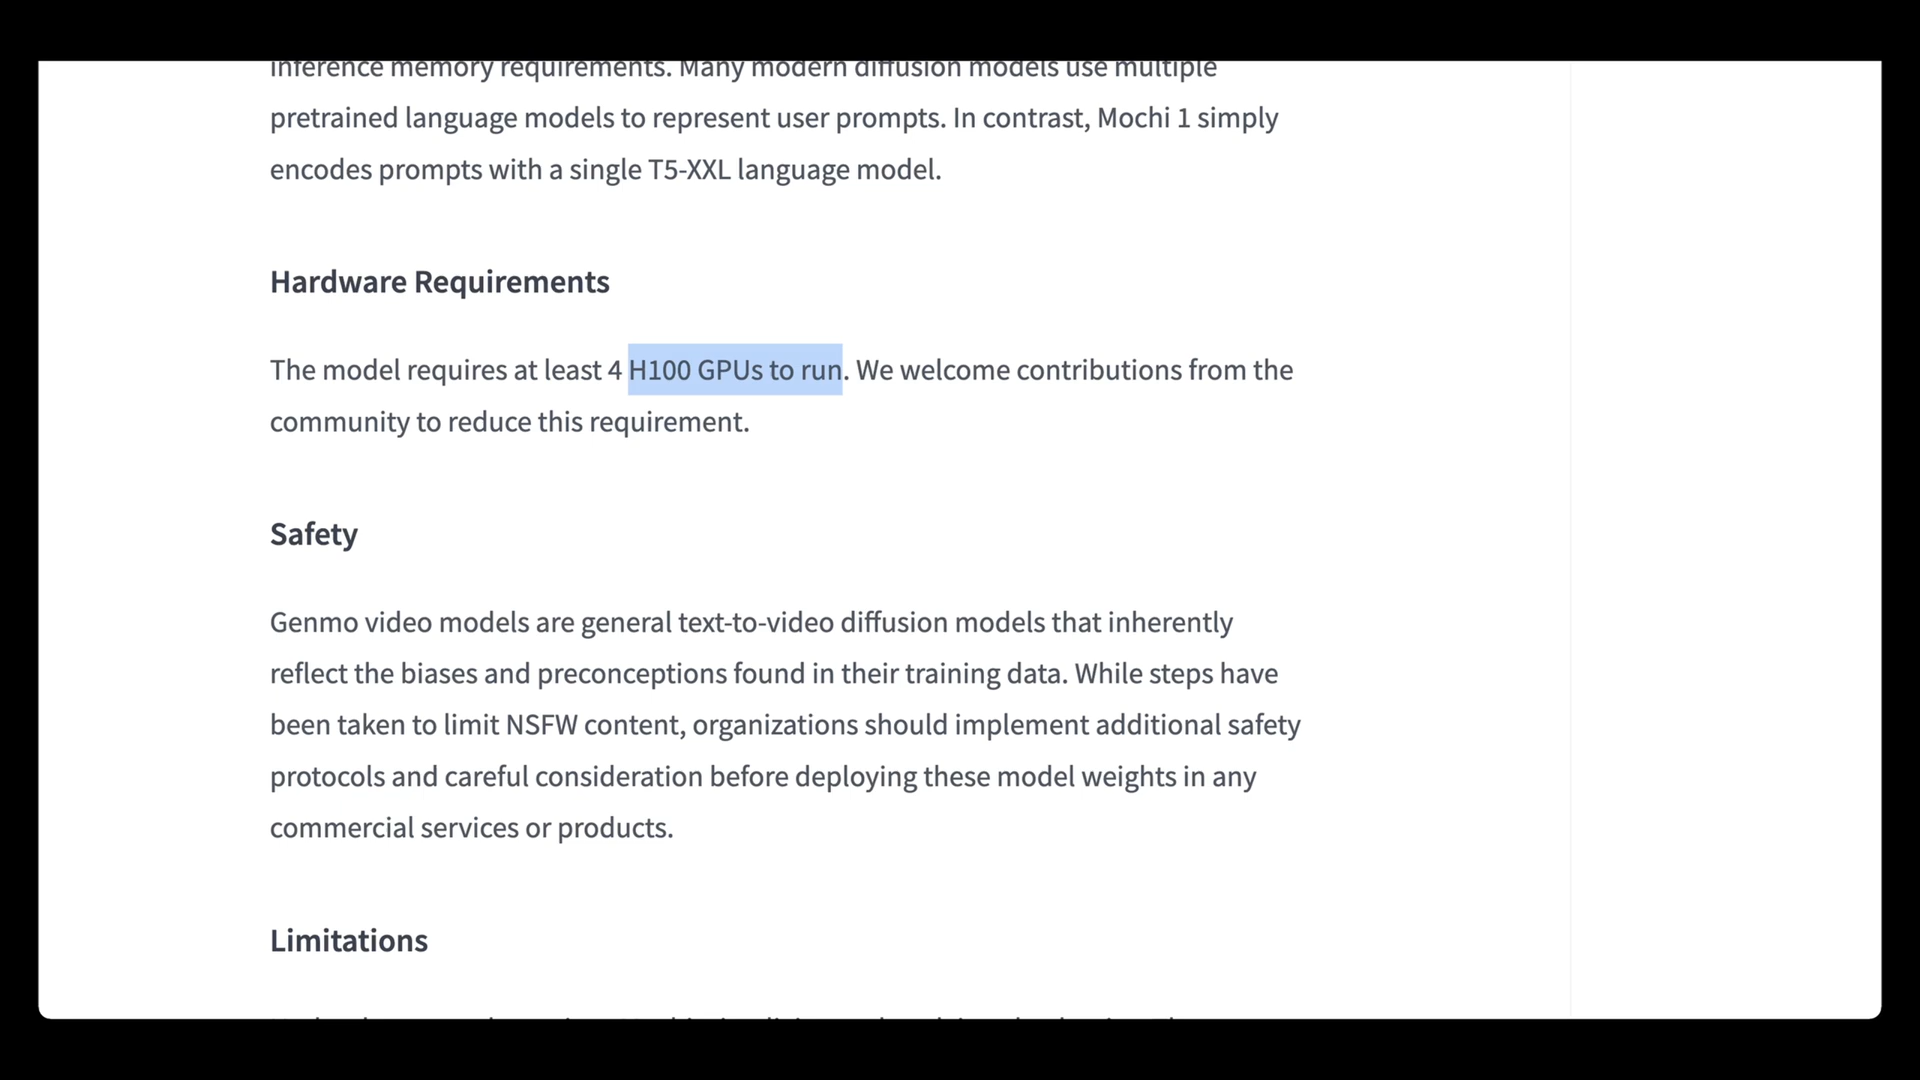 inference memory requirements. Many modern diffusion models use multiple
pretrained language models to represent user prompts. In contrast, Mochi 1 simply
encodes prompts with a single T5-XXL language model.
Hardware Requirements
The model requires at least 4 H100 GPUs to run. We welcome contributions from the
community to reduce this requirement.
Safety
Genmo video models are general text-to-video diffusion models that inherently
reflect the biases and preconceptions found in their training data. While steps have
been taken to limit NSFW content, organizations should implement additional safety
protocols and careful consideration before deploying these model weights in any
commercial services or products.
Limitations